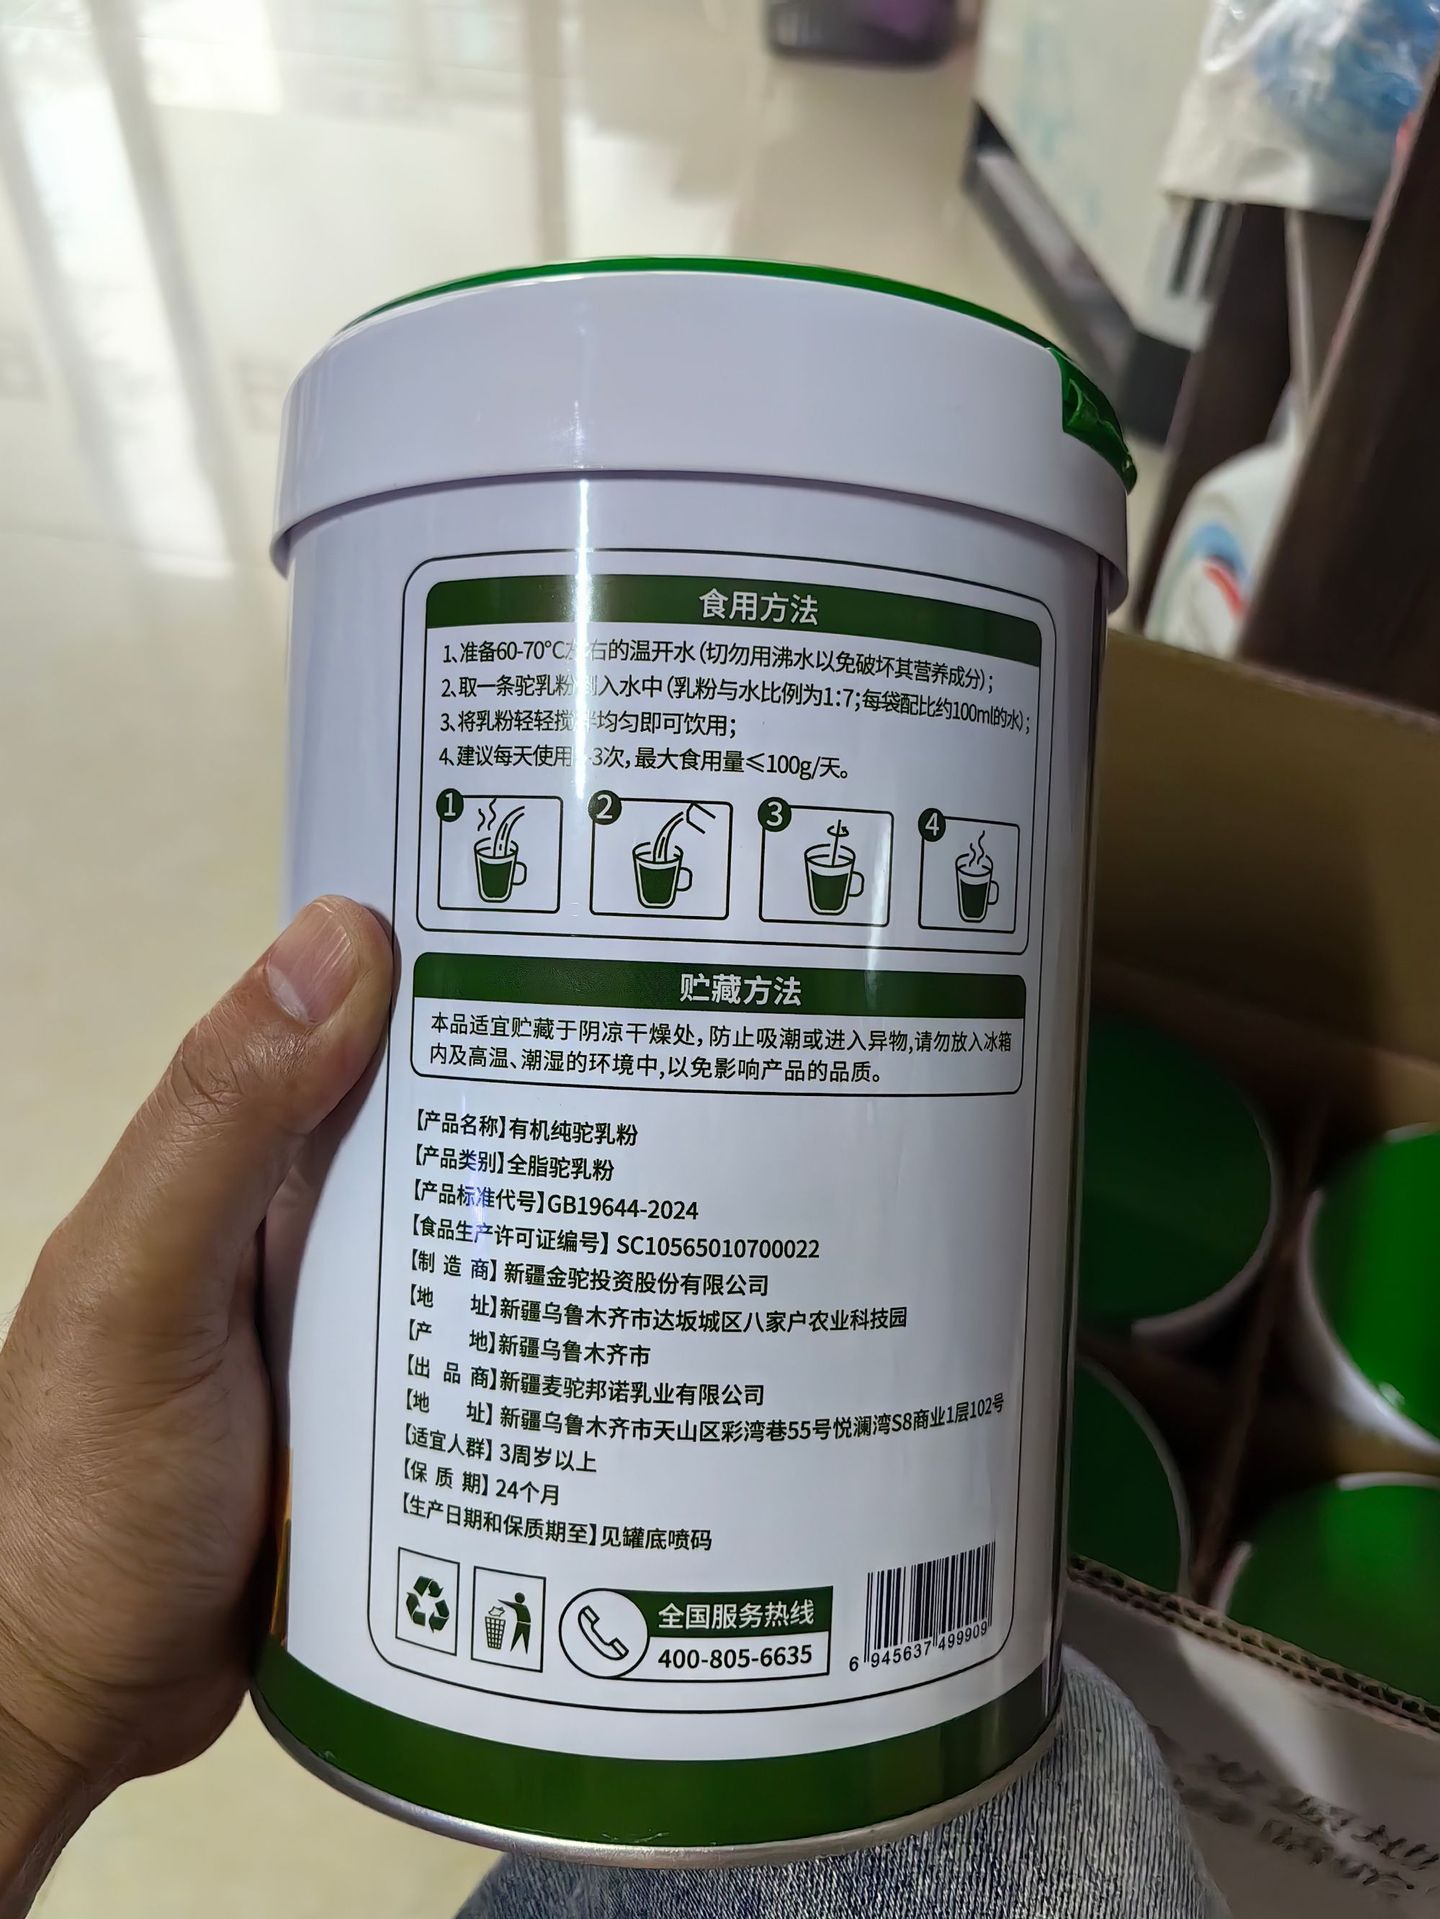 食用方法
1、准备60-70°C左右的温开水(切勿用沸水以免破坏其营养成分);
2、取一条驼乳粉倒入水中(乳粉与水比例为1:7;每袋配比约100ml的水);
3、将乳粉轻轻搅拌均匀即可饮用;
4、建议每天使用 -3次,最大食用量≤100g/天。
1 2 3 4
贮藏方法
本品适宜贮藏于阴凉干燥处,防止吸潮或进入异物,请勿放入冰箱
内及高温、潮湿的环境中,以免影响产品的品质。
【产品名称】有机纯驼乳粉
【产品类别】全脂驼乳粉
【产品标准代号】GB19644-2024
【食品生产许可证编号】SC10565010700022
【制造商】新疆金驼投资股份有限公司
【地 址】新疆乌鲁木齐市达坂城区八家户农业科技园
【产 地】新疆乌鲁木齐市
【出品商】新疆麦驼邦诺乳业有限公司
【地 址】新疆乌鲁木齐市天山区彩湾巷55号悦澜湾S8商业1层102号
【适宜人群】3周岁以上
【保质期】24个月
【生产日期和保质期至】见罐底喷码
全国服务热线
400-805-6635
6 945637 499909